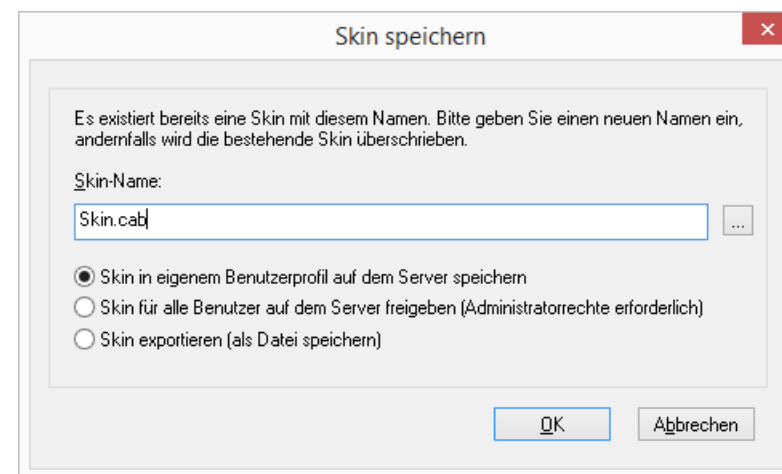 Skin speichern
Es existiert bereits eine Skin mit diesem Namen. Bitte geben Sie einen neuen Namen ein,
andernfalls wird die bestehende Skin überschrieben.
Skin-Name:
Skin.cab
...
Skin in eigenem Benutzerprofil auf dem Server speichern
Skin für alle Benutzer auf dem Server freigeben (Administratorrechte erforderlich)
Skin exportieren (als Datei speichern)
OK Abbrechen